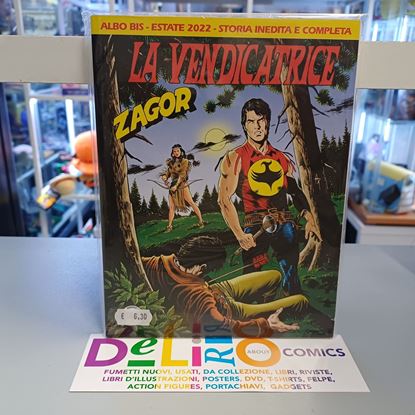 ALBO BIS - ESTATE 2022 - STORIA INEDITA E COMPLETA
LA VENDICATRICE
ZAGOR
€ 6,30
DELIRIO
ABOUT COMICS
FUMETTI NUOVI, USATI, DA COLLEZIONE, LIBRI, RIVISTE,
LIBRI D'ILLUSTRAZIONI, POSTERS, DVD, T-SHIRTS, FELPE,
ACTION FIGURES, PORTACHIAVI, GADGETS